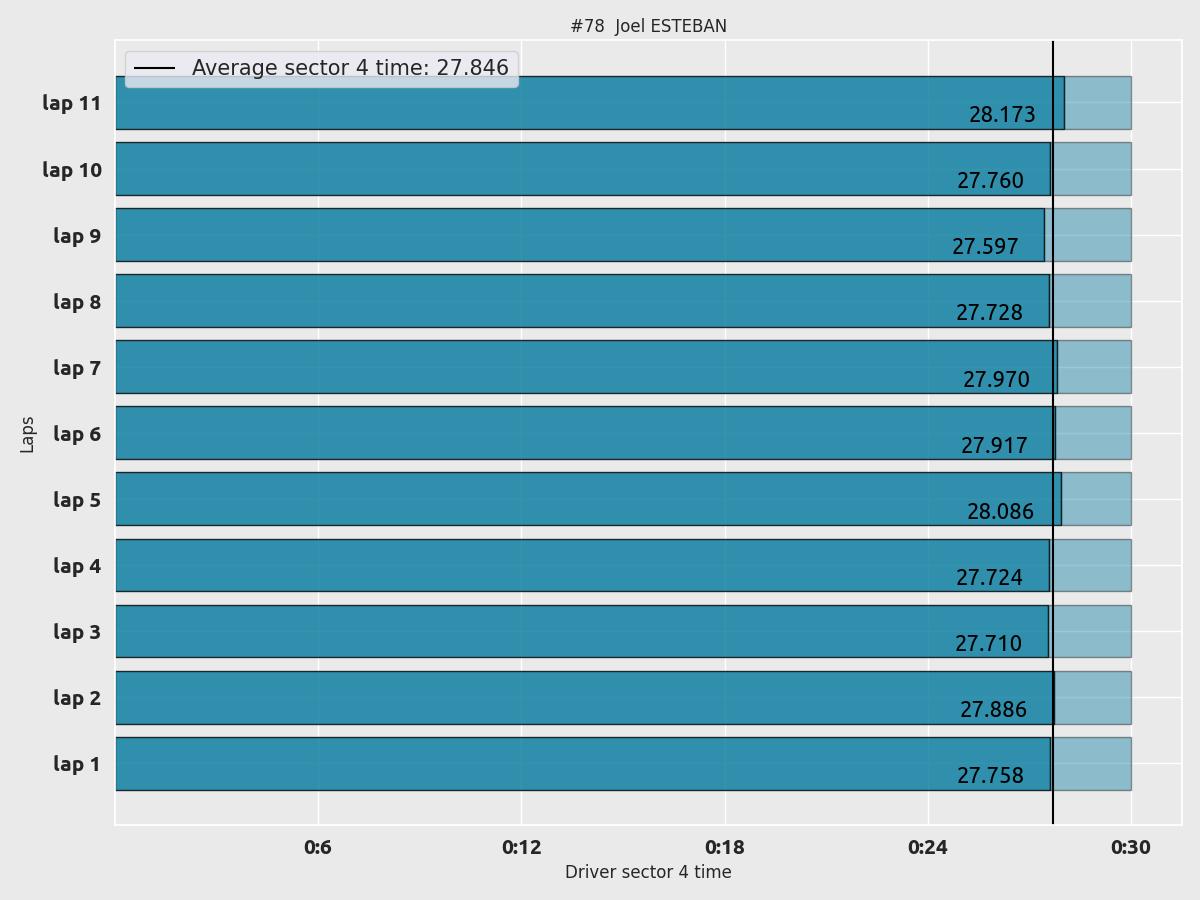 #78  Joel ESTEBAN
Average sector 4 time: 27.846
lap 11
28.173
lap 10
27.760
lap 9
27.597
lap 8
27.728
lap 7
27.970
lap 6
27.917
lap 5
28.086
lap 4
27.724
lap 3
27.710
lap 2
27.886
lap 1
27.758
Laps
0:6 0:12 0:18 0:24 0:30
Driver sector 4 time